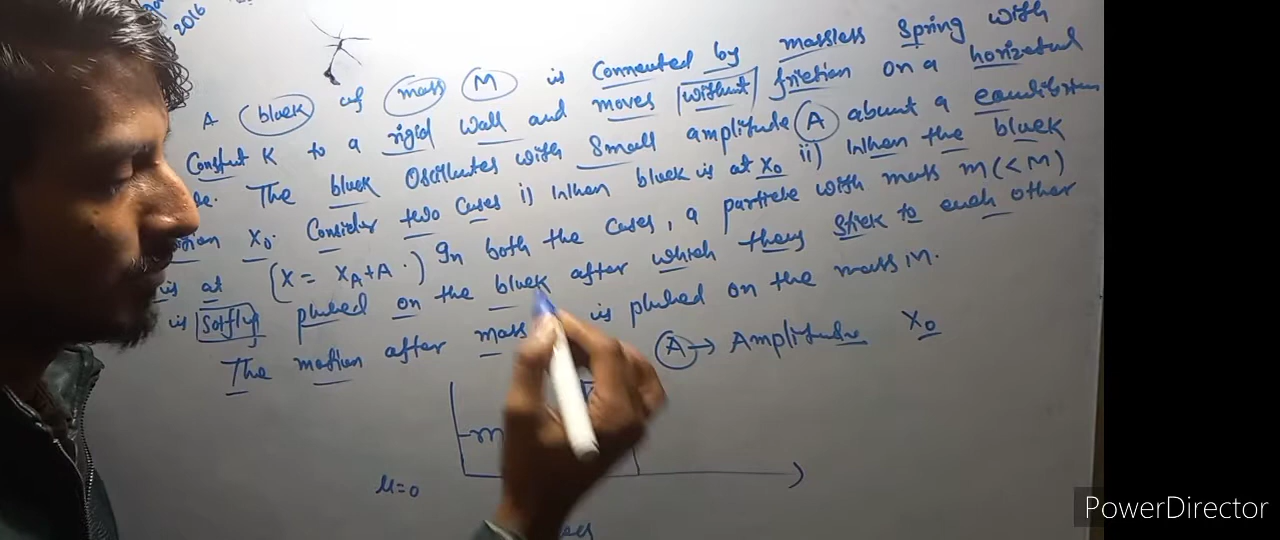 2016
A block of mass M is Connected by massless Spring with
Constant K to a rigid wall and moves without friction on a horizontal
The block Oscillates with Small amplitude A about a equilibrium
X₀. Consider two Cases i) When block is at X₀ ii) When the block
is at (X = X_A + A.) In both the cases, a particle with mass m(<M)
is Softly placed on the block after which they Stick to each other
The motion after mass is placed on the mass M.
A → Amplitude X₀
m
μ=0
PowerDirector